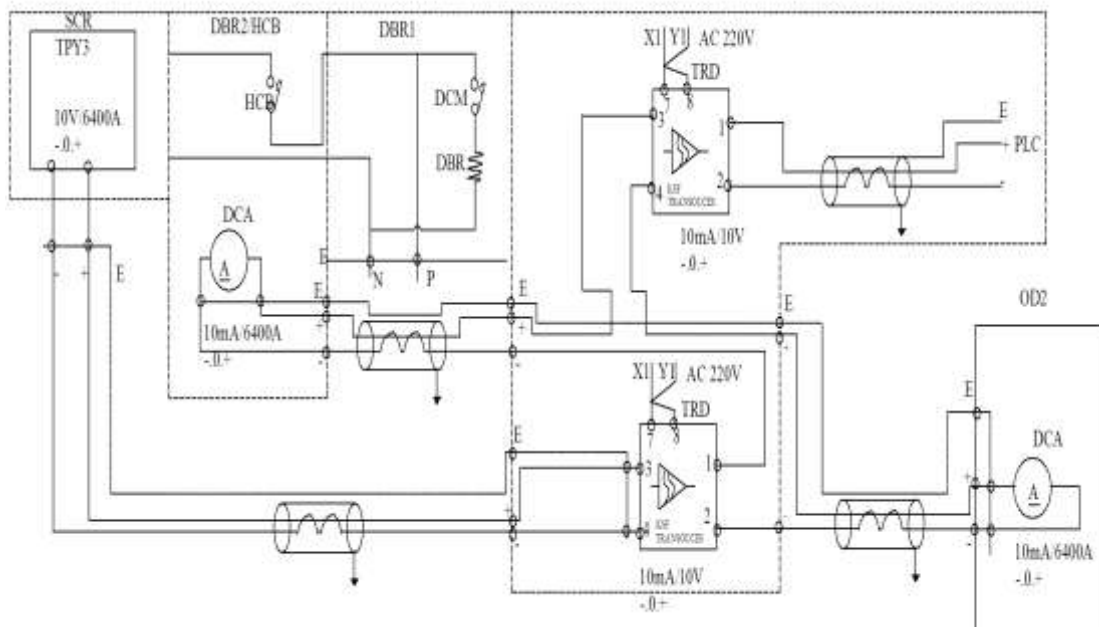 SCR
TPY3
10V/6400A
-.0.+
- + E
DBR2/HCB
HCB
DBR1
DCM
DBR
N P
E
DCA
A
10mA/6400A
-.0.+
E
+
-
E
+
-
X1 Y1 AC 220V
TRD
7 8
3
4
1
2
TRANSDUCER
10mA/10V
-.0.+
E
+ PLC
-
E
+
-
X1 Y1 AC 220V
TRD
7 8
3
1
2
TRANSDUCER
10mA/10V
-.0.+
E
+
-
OD2
E
+
-
DCA
A
10mA/6400A
-.0.+